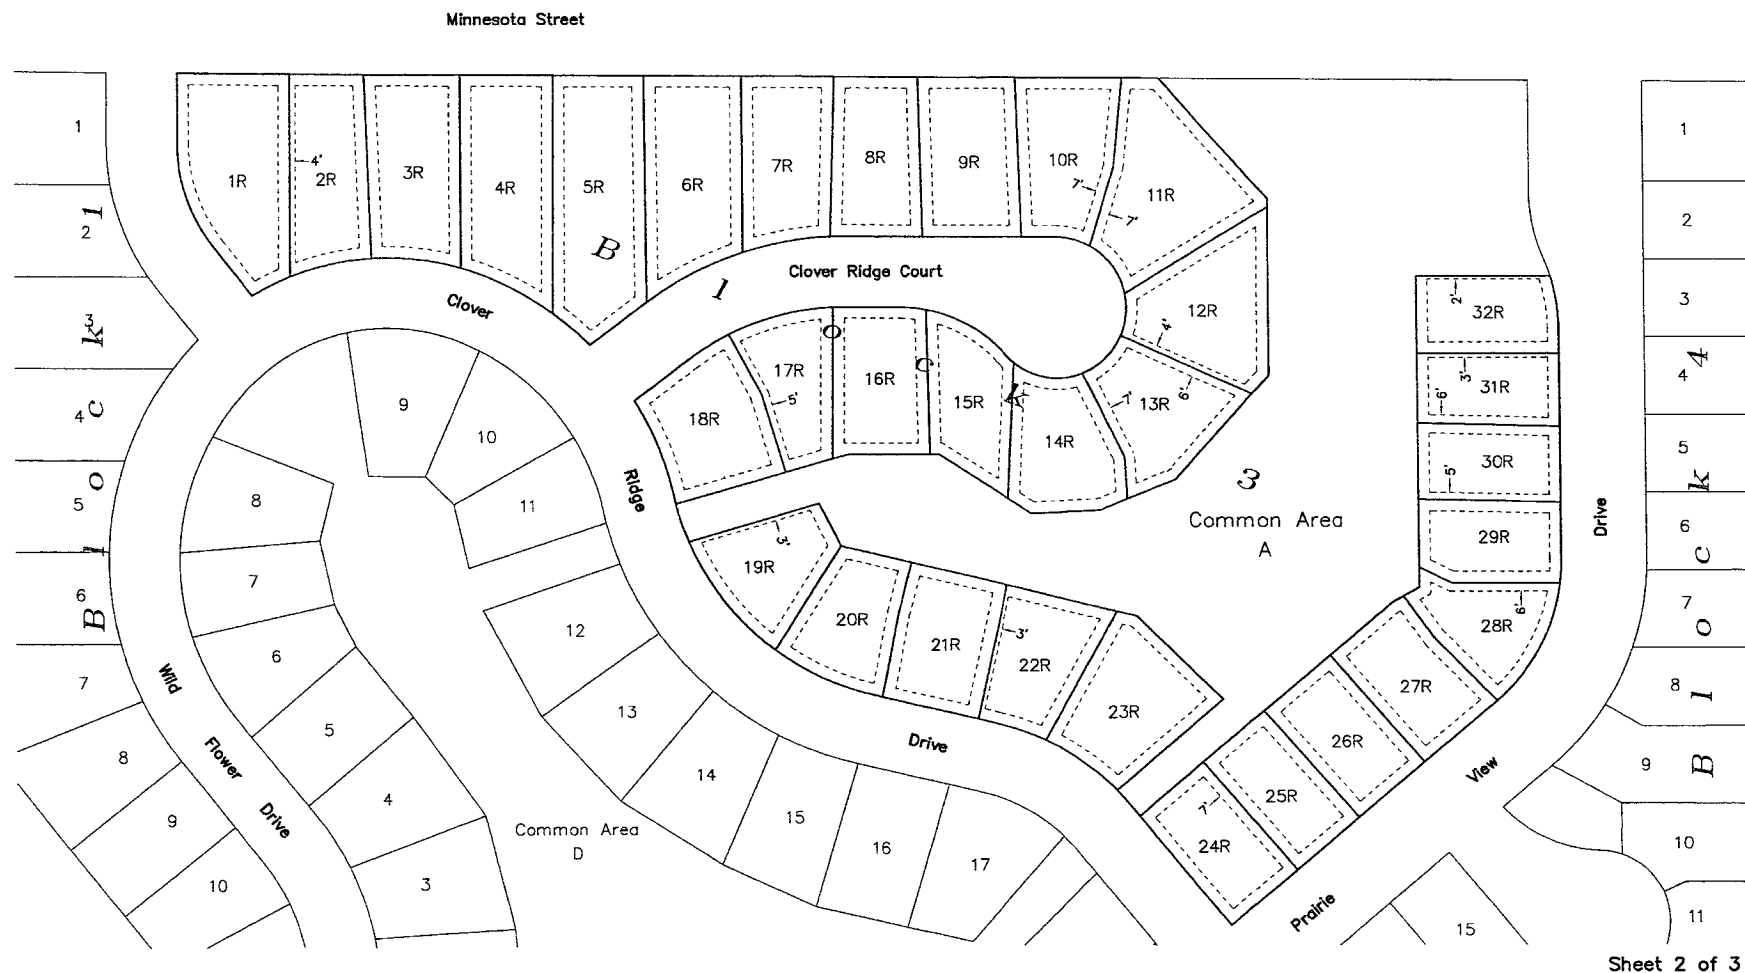 Minnesota Street
1
2
3
4
5
6
7
8
9
10
B l o c k 1
1R
4'
2R
3R
4R
5R
6R
7R
8R
9R
10R
7'
11R
7'
12R
4'
13R
7'
6'
14R
15R
16R
17R
5'
18R
B l o c k 3
Clover Ridge Court
Clover
Ridge
Drive
19R
3'
20R
21R
22R
3'
23R
24R
7'
25R
26R
27R
28R
6'
29R
30R
5'
31R
3'
6'
32R
2'
Common Area
A
9
10
11
8
7
6
5
4
3
12
13
14
15
16
17
Common Area
D
Wild
Flower
Drive
Prairie
View
Drive
15
1
2
3
4
5
6
7
8
9
10
11
B l o c k 4
Sheet 2 of 3